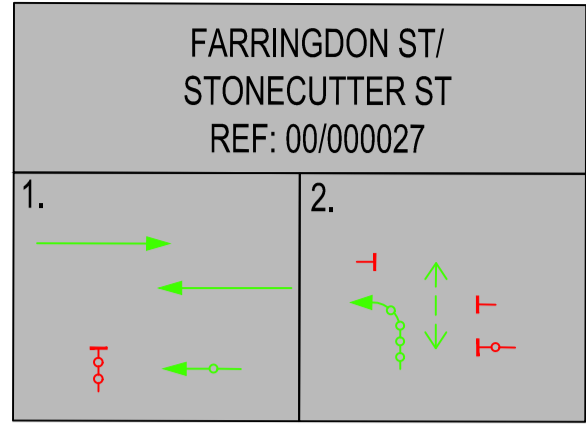 FARRINGDON ST/
STONECUTTER ST
REF: 00/000027
1.
2.